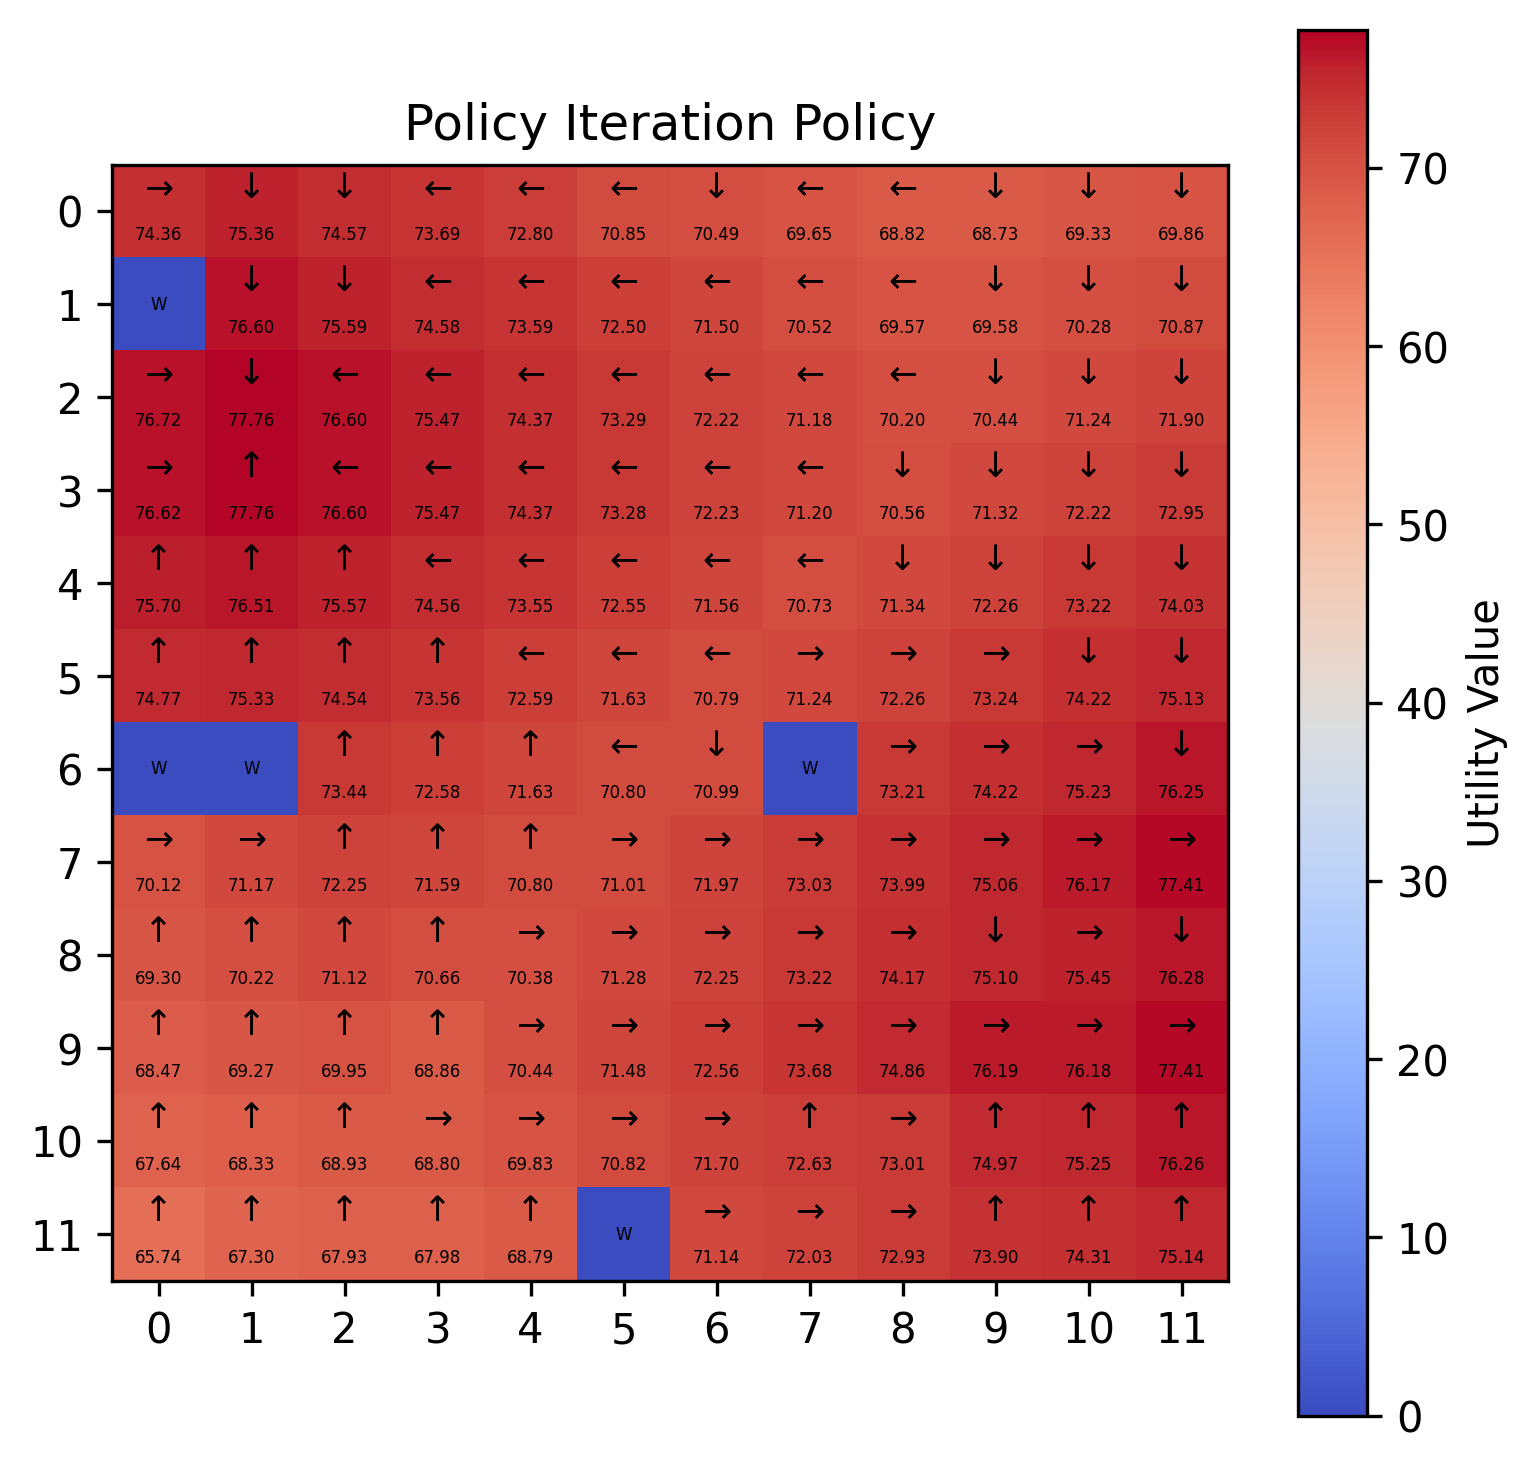 Policy Iteration Policy
0 → ↓ ↓ ← ← ← ↓ ← ← ↓ ↓ ↓
74.36 75.36 74.57 73.69 72.80 70.85 70.49 69.65 68.82 68.73 69.33 69.86
1 W ↓ ↓ ← ← ← ← ← ← ↓ ↓ ↓
76.60 75.59 74.58 73.59 72.50 71.50 70.52 69.57 69.58 70.28 70.87
2 → ↓ ← ← ← ← ← ← ← ↓ ↓ ↓
76.72 77.76 76.60 75.47 74.37 73.29 72.22 71.18 70.20 70.44 71.24 71.90
3 → ↑ ← ← ← ← ← ← ↓ ↓ ↓ ↓
76.62 77.76 76.60 75.47 74.37 73.28 72.23 71.20 70.56 71.32 72.22 72.95
4 ↑ ↑ ↑ ← ← ← ← ← ↓ ↓ ↓ ↓
75.70 76.51 75.57 74.56 73.55 72.55 71.56 70.73 71.34 72.26 73.22 74.03
5 ↑ ↑ ↑ ↑ ← ← ← → → → ↓ ↓
74.77 75.33 74.54 73.56 72.59 71.63 70.79 71.24 72.26 73.24 74.22 75.13
6 W W ↑ ↑ ↑ ← ↓ W → → → ↓
73.44 72.58 71.63 70.80 70.99 73.21 74.22 75.23 76.25
7 → → ↑ ↑ ↑ → → → → → → →
70.12 71.17 72.25 71.59 70.80 71.01 71.97 73.03 73.99 75.06 76.17 77.41
8 ↑ ↑ ↑ ↑ → → → → → ↓ → ↓
69.30 70.22 71.12 70.66 70.38 71.28 72.25 73.22 74.17 75.10 75.45 76.28
9 ↑ ↑ ↑ ↑ → → → → → → → →
68.47 69.27 69.95 68.86 70.44 71.48 72.56 73.68 74.86 76.19 76.18 77.41
10 ↑ ↑ ↑ → → → → ↑ → ↑ ↑ ↑
67.64 68.33 68.93 68.80 69.83 70.82 71.70 72.63 73.01 74.97 75.25 76.26
11 ↑ ↑ ↑ ↑ ↑ W → → → ↑ ↑ ↑
65.74 67.30 67.93 67.98 68.79 71.14 72.03 72.93 73.90 74.31 75.14
0 1 2 3 4 5 6 7 8 9 10 11
70
60
50
40
30
20
10
0
Utility Value